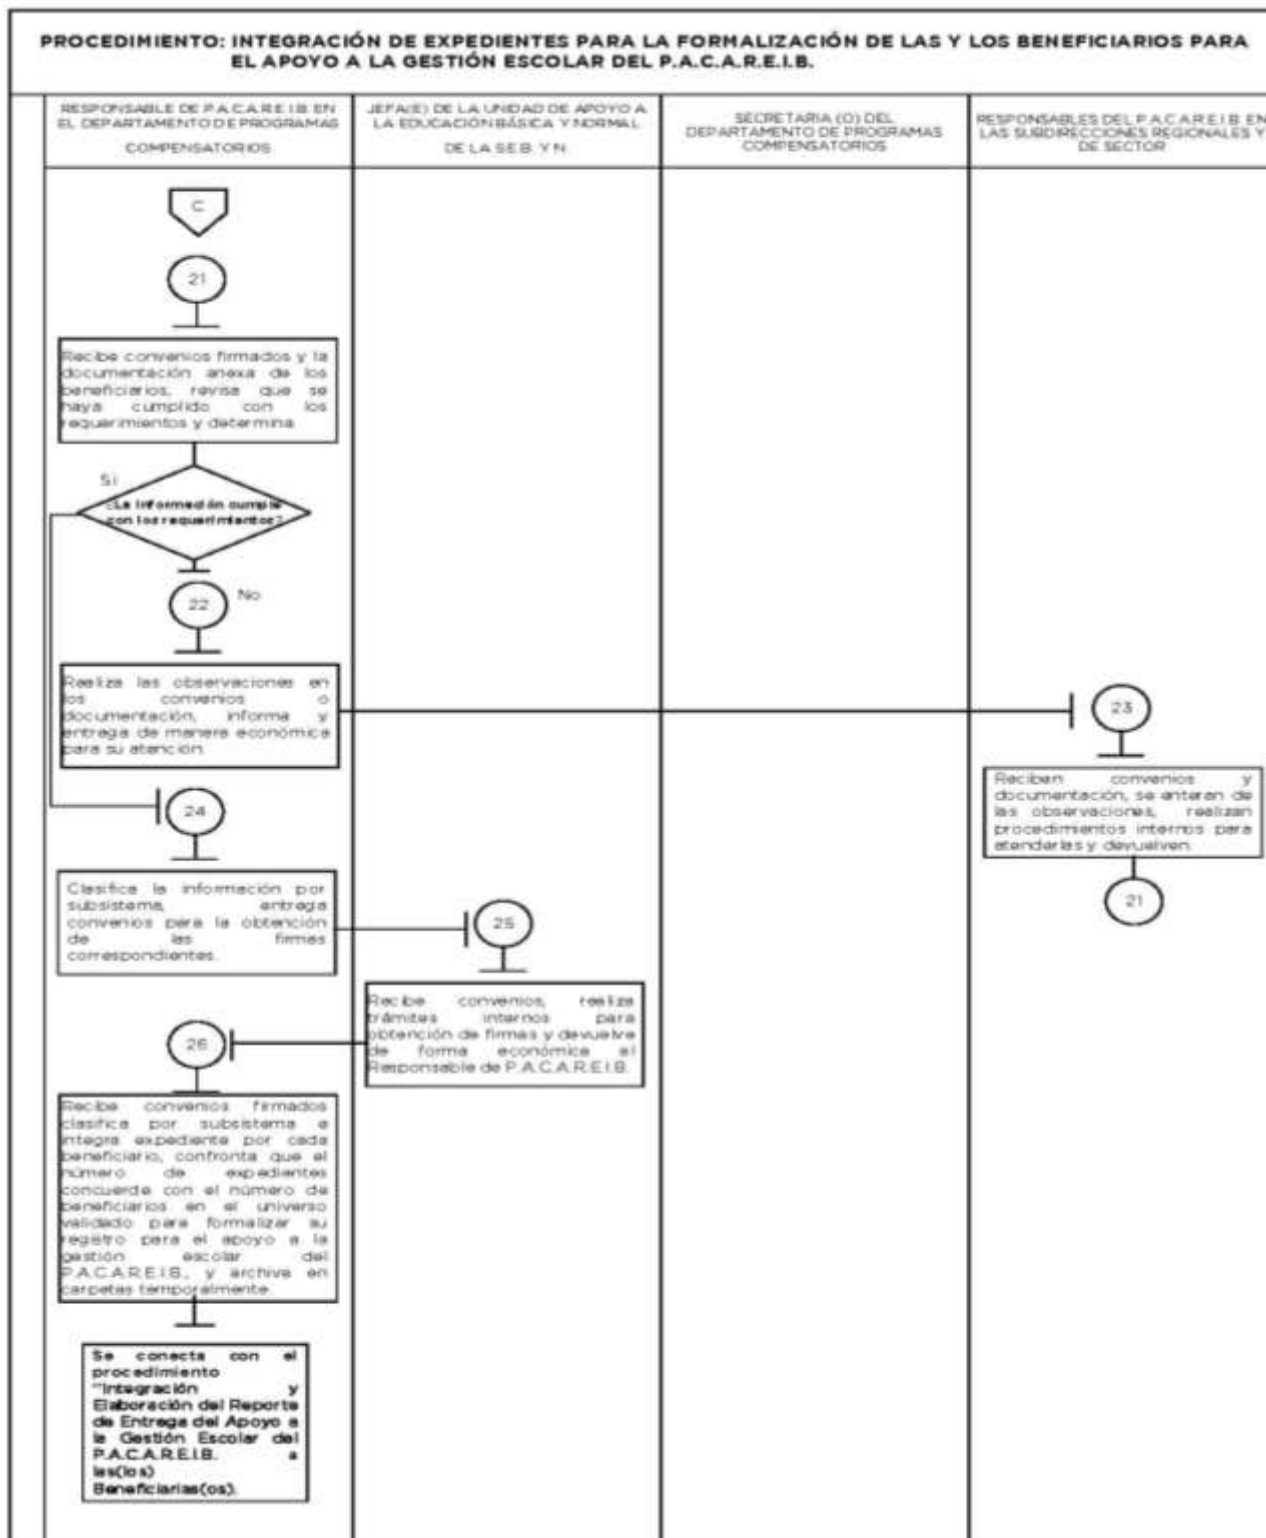 PROCEDIMIENTO: INTEGRACIÓN DE EXPEDIENTES PARA LA FORMALIZACIÓN DE LAS Y LOS BENEFICIARIOS PARA
EL APOYO A LA GESTIÓN ESCOLAR DEL P.A.C.A.R.E.I.B.
RESPONSABLE DE P.A.C.A.R.E.I.B. EN
EL DEPARTAMENTO DE PROGRAMAS
COMPENSATORIOS
JEFA(E) DE LA UNIDAD DE APOYO A
LA EDUCACIÓN BÁSICA Y NORMAL
DE LA S.E.B. Y N.
SECRETARIA (O) DEL
DEPARTAMENTO DE PROGRAMAS
COMPENSATORIOS
RESPONSABLES DEL P.A.C.A.R.E.I.B. EN
LAS SUBDIRECCIONES REGIONALES Y
DE SECTOR
C
21
Recibe convenios firmados y la
documentación anexa de los
beneficiarios, revisa que se
haya cumplido con los
requerimientos y determina
Si
¿La información cumple
con los requerimientos?
22
No
Realiza las observaciones en
los convenios o
documentación, informa y
entrega de manera económica
para su atención.
23
Reciben convenios y
documentación, se enteran de
las observaciones, realizan
procedimientos internos para
atenderlas y devuelven.
21
24
Clasifica la información por
subsistema, entrega
convenios para la obtención
de las firmas
correspondientes.
25
Recibe convenios, realiza
trámites internos para
obtención de firmas y devuelve
de forma económica al
Responsable de P.A.C.A.R.E.I.B.
26
Recibe convenios firmados
clasifica por subsistema e
integra expediente por cada
beneficiario, confronta que el
número de expedientes
concuerde con el número de
beneficiarios en el universo
validado para formalizar su
registro para el apoyo a la
gestión escolar del
P.A.C.A.R.E.I.B., y archiva en
carpetas temporalmente
Se conecta con el
procedimiento
"Integración y
Elaboración del Reporte
de Entrega del Apoyo a
la Gestión Escolar del
P.A.C.A.R.E.I.B. a
las(los)
Beneficiarias(os).